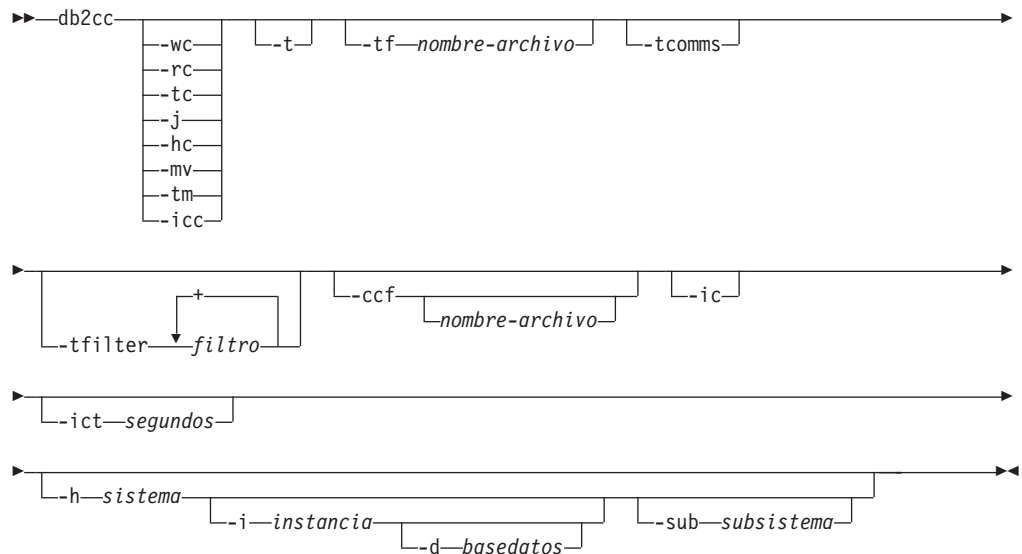 db2cc
-wc
-rc
-tc
-j
-hc
-mv
-tm
-icc
-t
-tf nombre-archivo
-tcomms
-tfilter filtro
+
-ccf
nombre-archivo
-ic
-ict segundos
-h sistema
-i instancia
-d basedatos
-sub subsistema